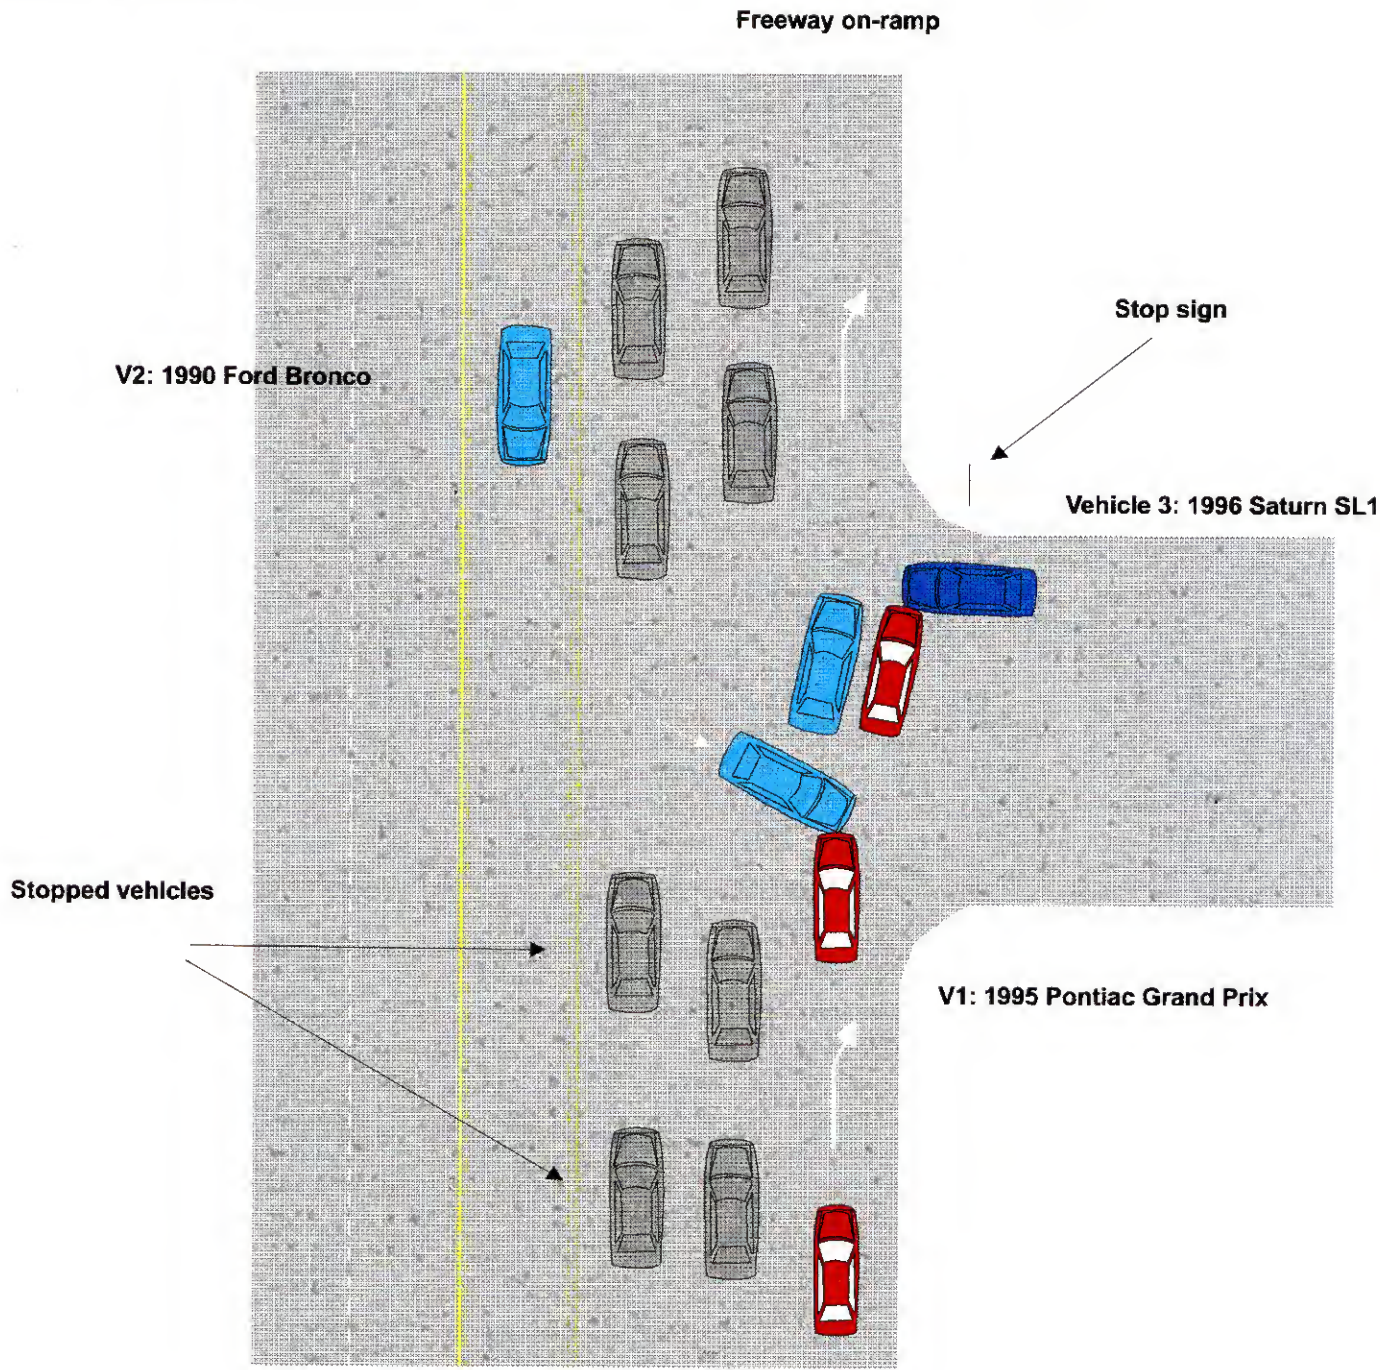 Freeway on-ramp
Stop sign
V2: 1990 Ford Bronco
Vehicle 3: 1996 Saturn SL1
Stopped vehicles
V1: 1995 Pontiac Grand Prix